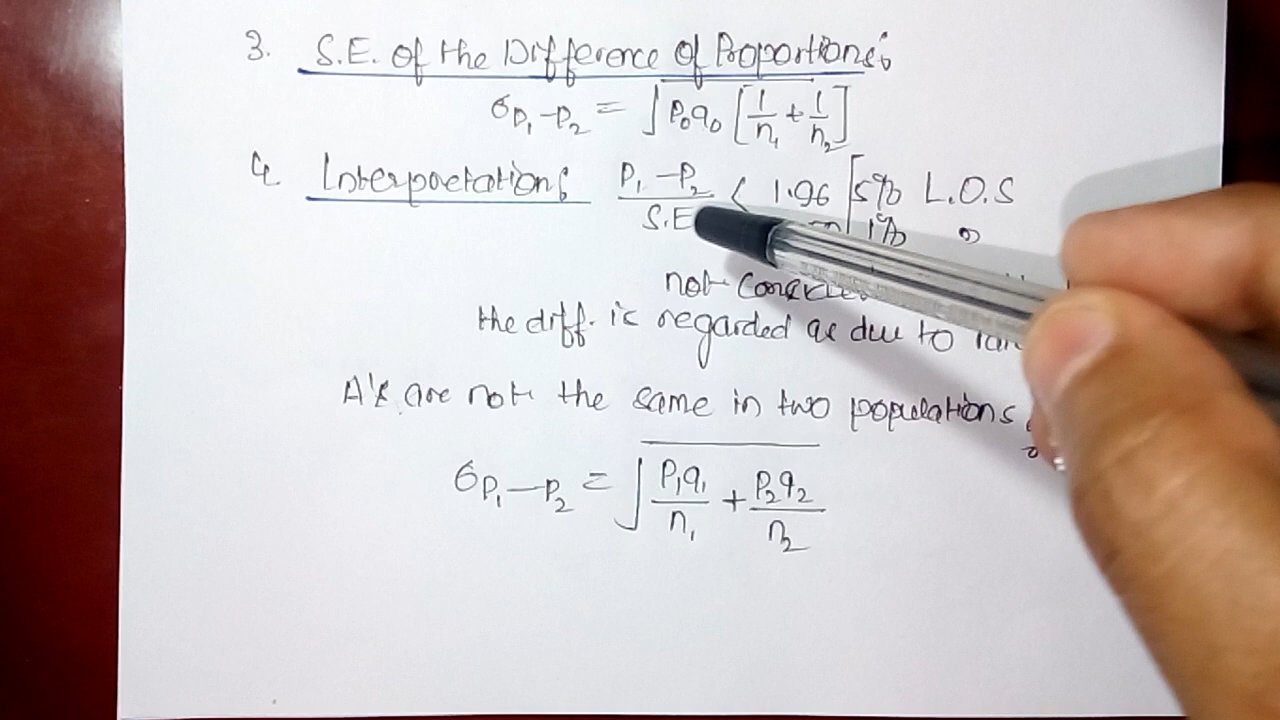 3. S.E. of the Difference of Proportions:
σP₁-P₂ = √P₀q₀ [1/n₁ + 1/n₂]
4. Interpretation: P₁-P₂/S.E < 1.96 [5% L.O.S
1% "
not
the diff. is regarded as due to
A's are not the same in two populations
σP₁-P₂ = √P₁q₁/n₁ + P₂q₂/n₂